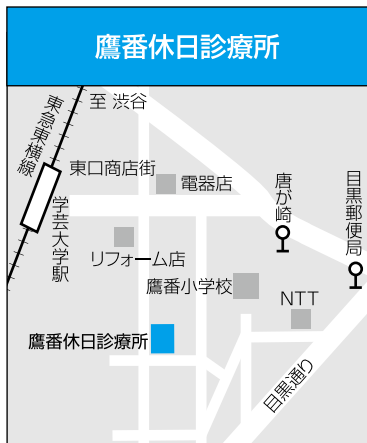 鷹番休日診療所
至 渋谷
東急東横線
東口商店街
電器店
唐が崎
目黒郵便局
学芸大学駅
リフォーム店
鷹番小学校
NTT
鷹番休日診療所
目黒通り